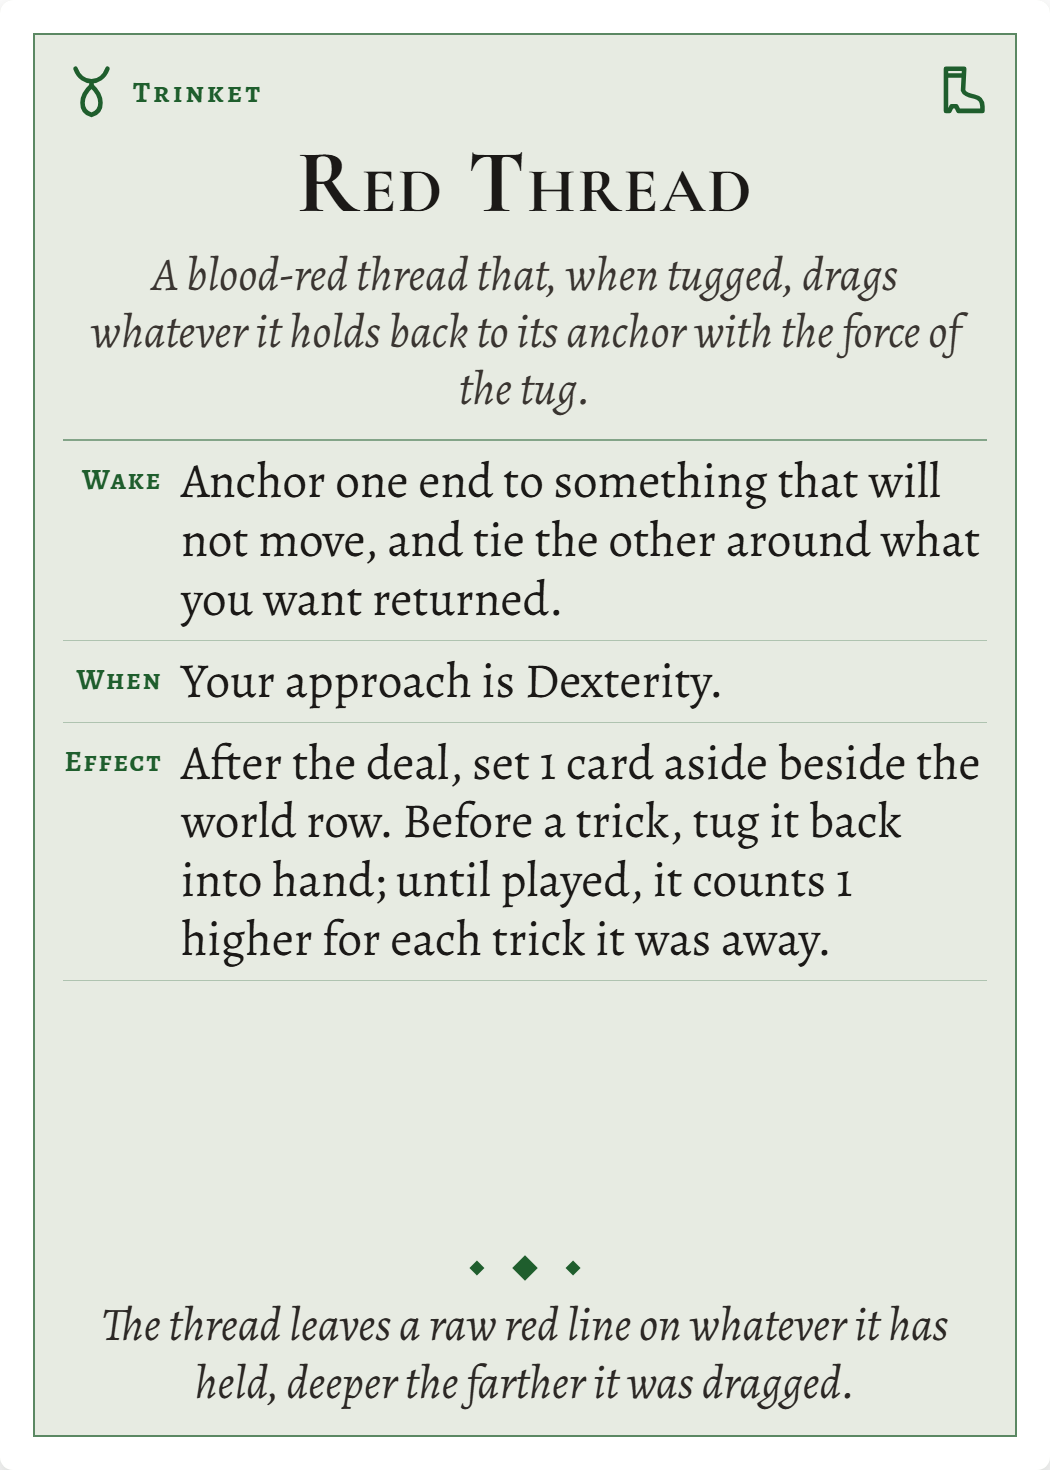 Trinket
Red Thread
A blood-red thread that, when tugged, drags
whatever it holds back to its anchor with the force of
the tug.
Wake Anchor one end to something that will
not move, and tie the other around what
you want returned.
When Your approach is Dexterity.
Effect After the deal, set 1 card aside beside the
world row. Before a trick, tug it back
into hand; until played, it counts 1
higher for each trick it was away.
The thread leaves a raw red line on whatever it has
held, deeper the farther it was dragged.